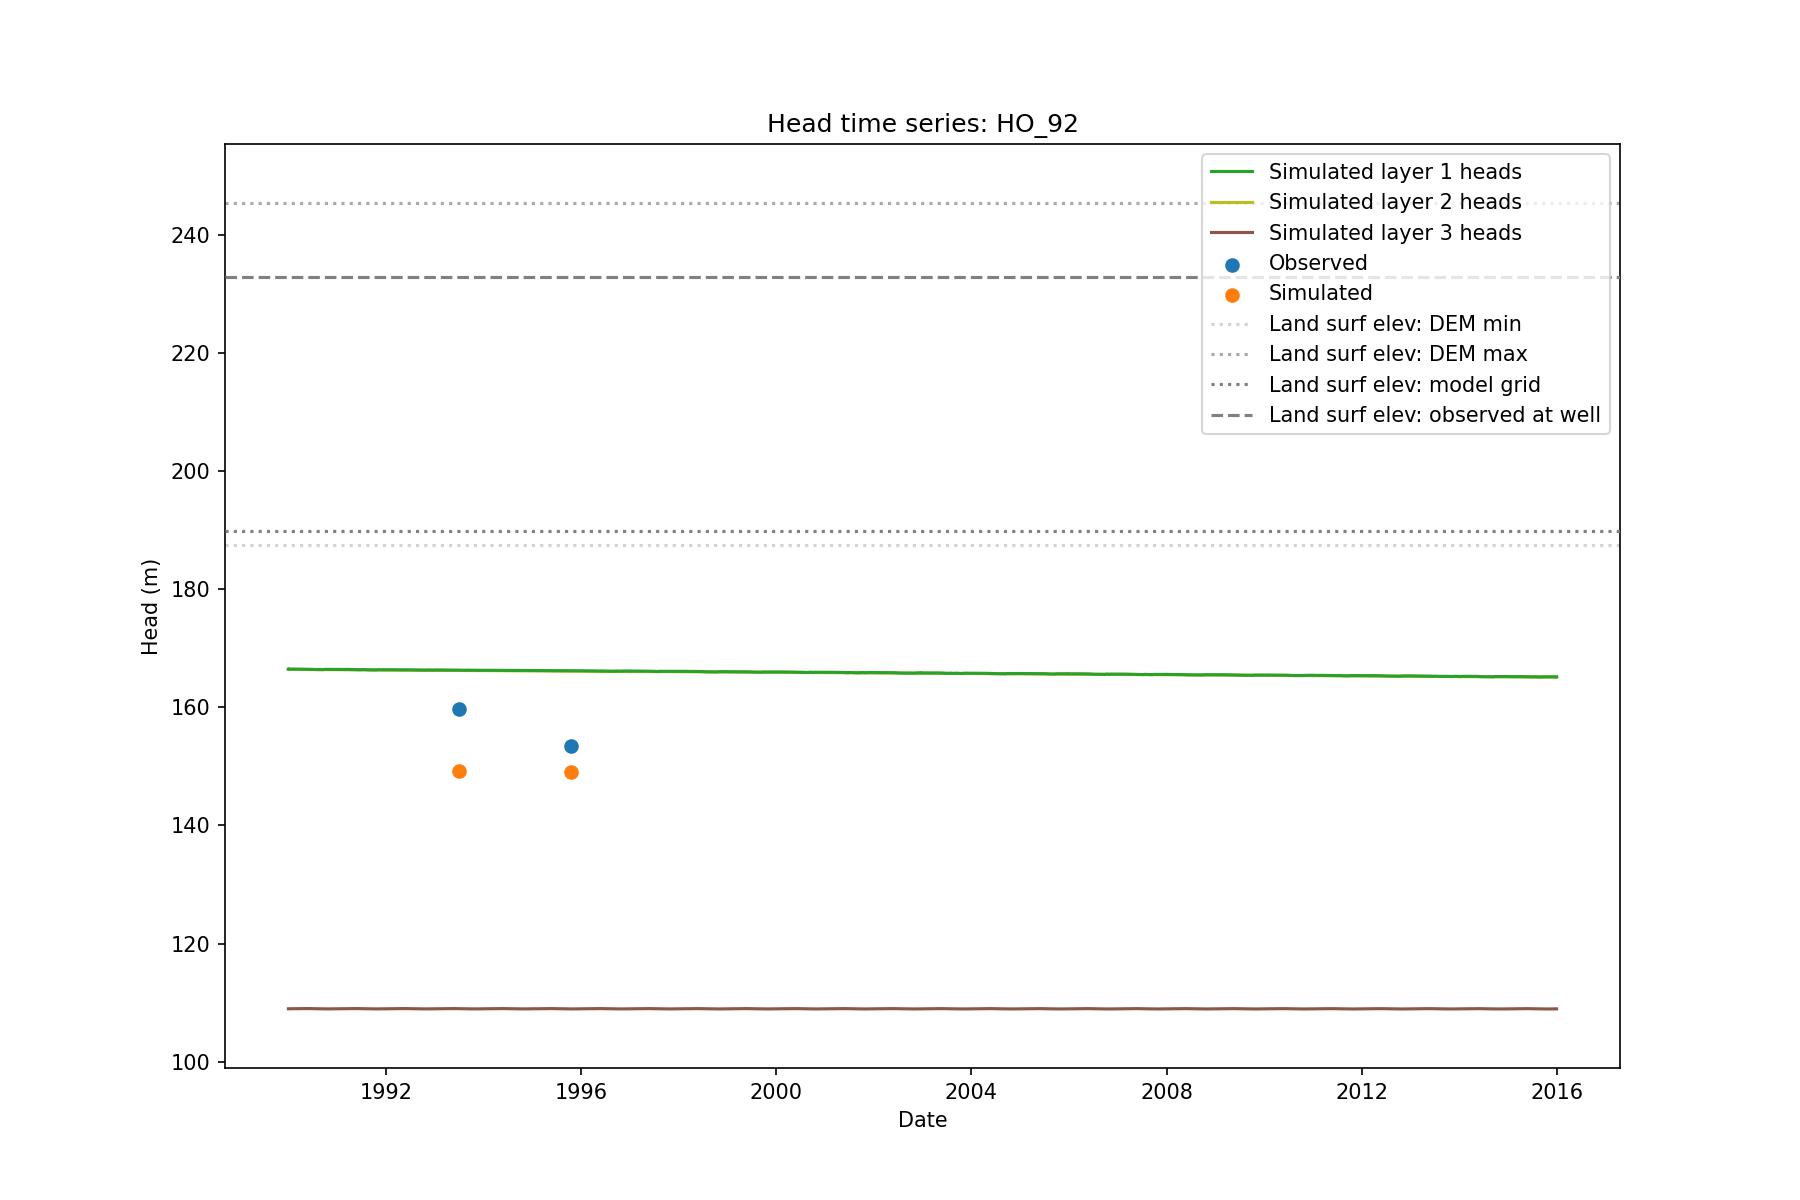 Head time series: HO_92
Simulated layer 1 heads
Simulated layer 2 heads
Simulated layer 3 heads
Observed
Simulated
Land surf elev: DEM min
Land surf elev: DEM max
Land surf elev: model grid
Land surf elev: observed at well
240
220
200
180
160
140
120
100
Head (m)
1992 1996 2000 2004 2008 2012 2016
Date